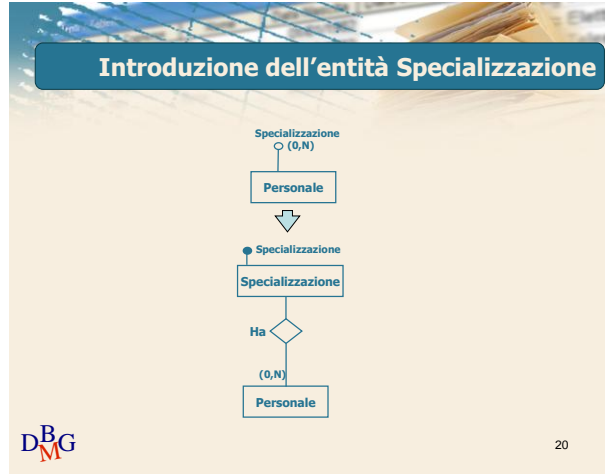 Introduzione dell'entità Specializzazione
Specializzazione
(0,N)
Personale
Specializzazione
Specializzazione
Ha
(0,N)
Personale
DBMG
20